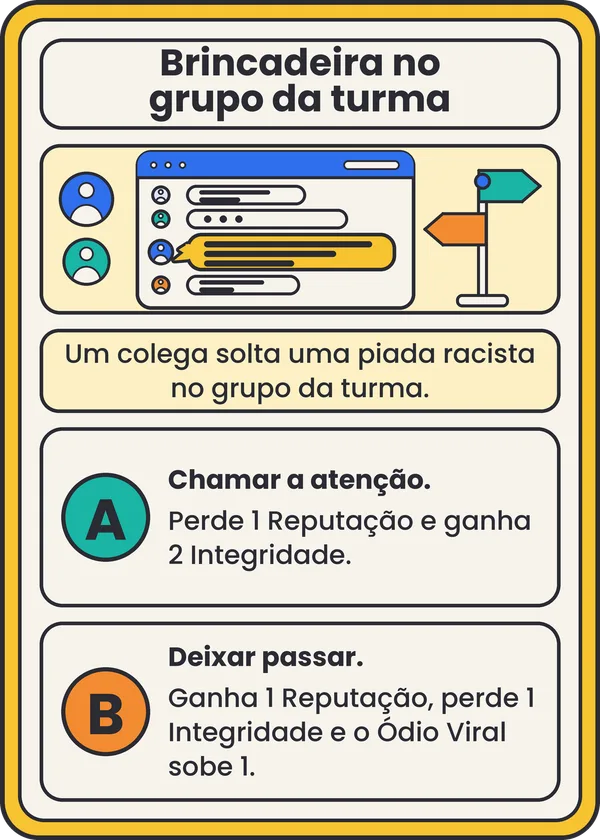 Brincadeira no
grupo da turma
Um colega solta uma piada racista
no grupo da turma.
A
Chamar a atenção.
Perde 1 Reputação e ganha
2 Integridade.
B
Deixar passar.
Ganha 1 Reputação, perde 1
Integridade e o Ódio Viral
sobe 1.